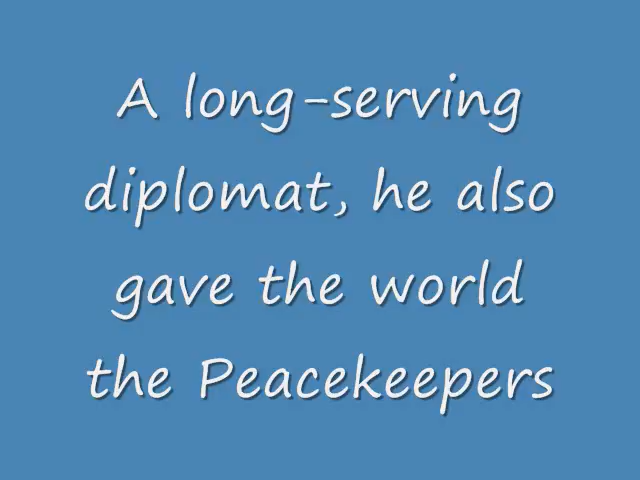 A long-serving
diplomat, he also
gave the world
the Peacekeepers